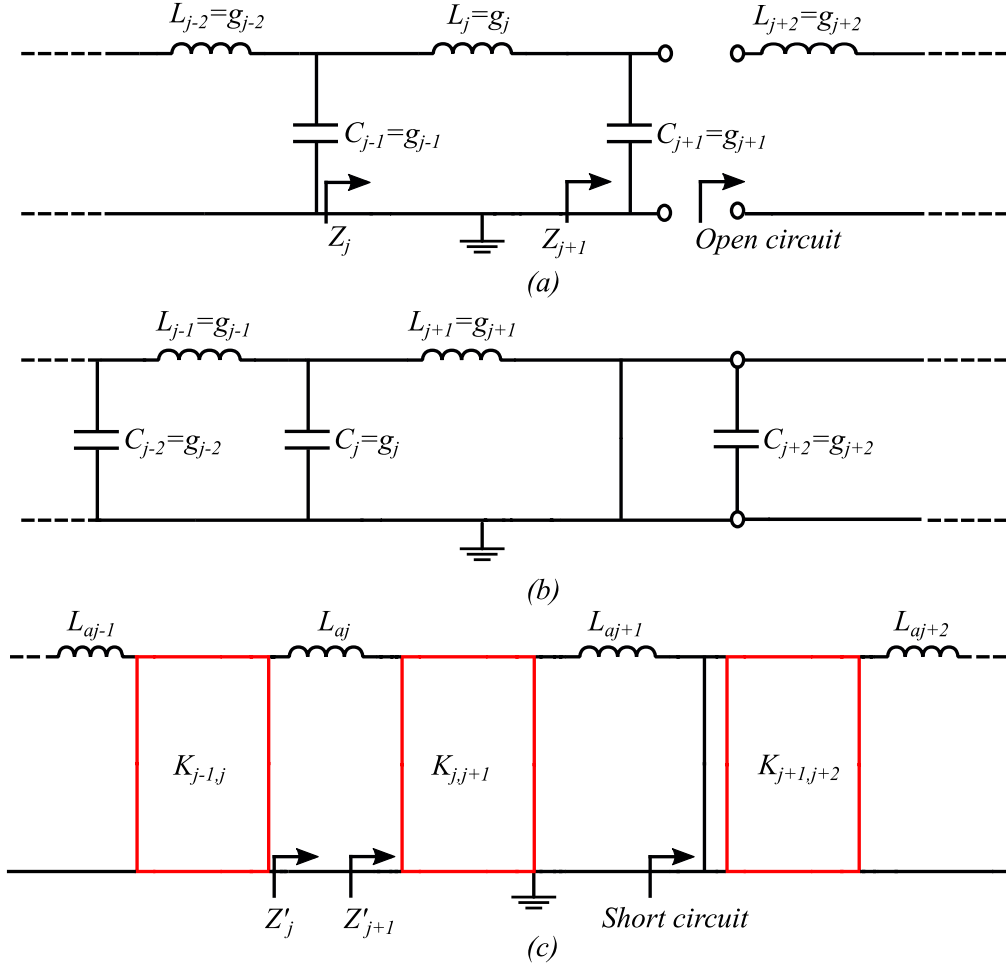 L_{j-2}=g_{j-2} L_j=g_j L_{j+2}=g_{j+2}
C_{j-1}=g_{j-1} C_{j+1}=g_{j+1}
Z_j Z_{j+1} Open circuit
(a)
L_{j-1}=g_{j-1} L_{j+1}=g_{j+1}
C_{j-2}=g_{j-2} C_j=g_j C_{j+2}=g_{j+2}
(b)
L_{aj-1} L_{aj} L_{aj+1} L_{aj+2}
K_{j-1,j} K_{j,j+1} K_{j+1,j+2}
Z'_j Z'_{j+1} Short circuit
(c)